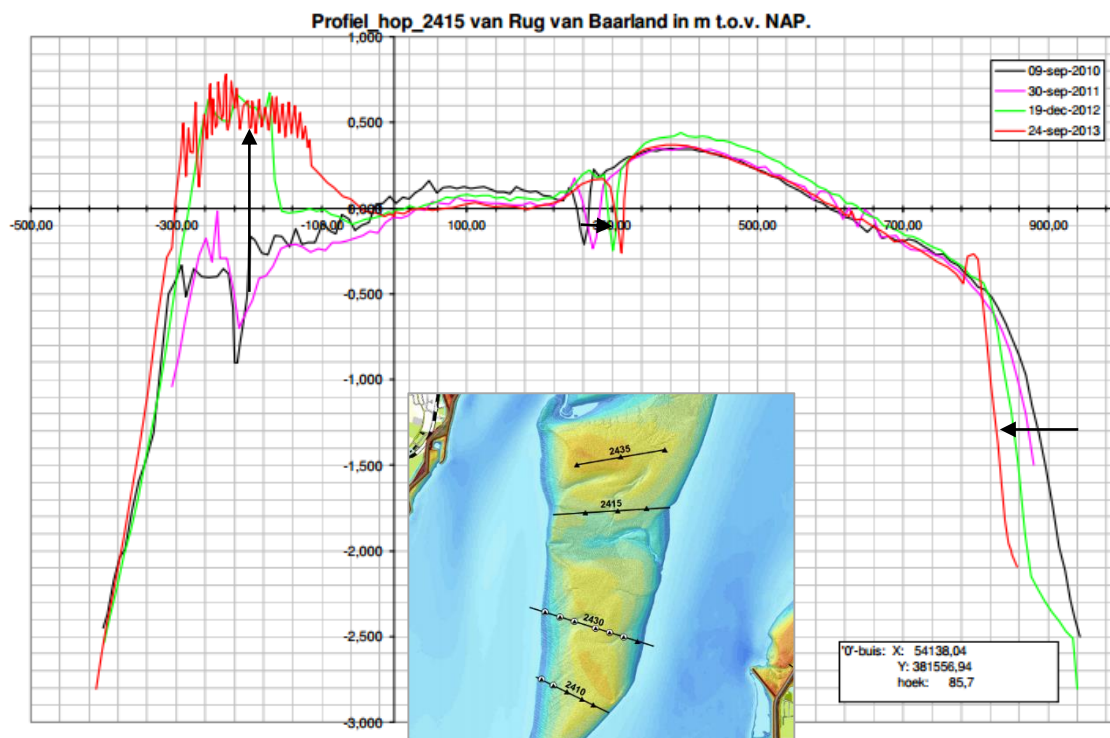 Profiel_hop_2415 van Rug van Baarland in m t.o.v. NAP.
1,000
0,500
0,000
-0,500
-1,000
-1,500
-2,000
-2,500
-3,000
-500,00
-300,00
-100,00
100,00
500,00
700,00
900,00
09-sep-2010
30-sep-2011
19-dec-2012
24-sep-2013
2435
2415
2430
2410
'0'-buis: X: 54138,04
Y: 381556,94
hoek: 85,7